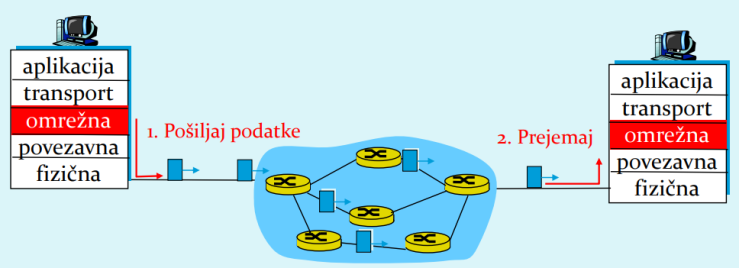 aplikacija
transport
omrežna
povezavna
fizična
1. Pošiljaj podatke
2. Prejemaj
aplikacija
transport
omrežna
povezavna
fizična